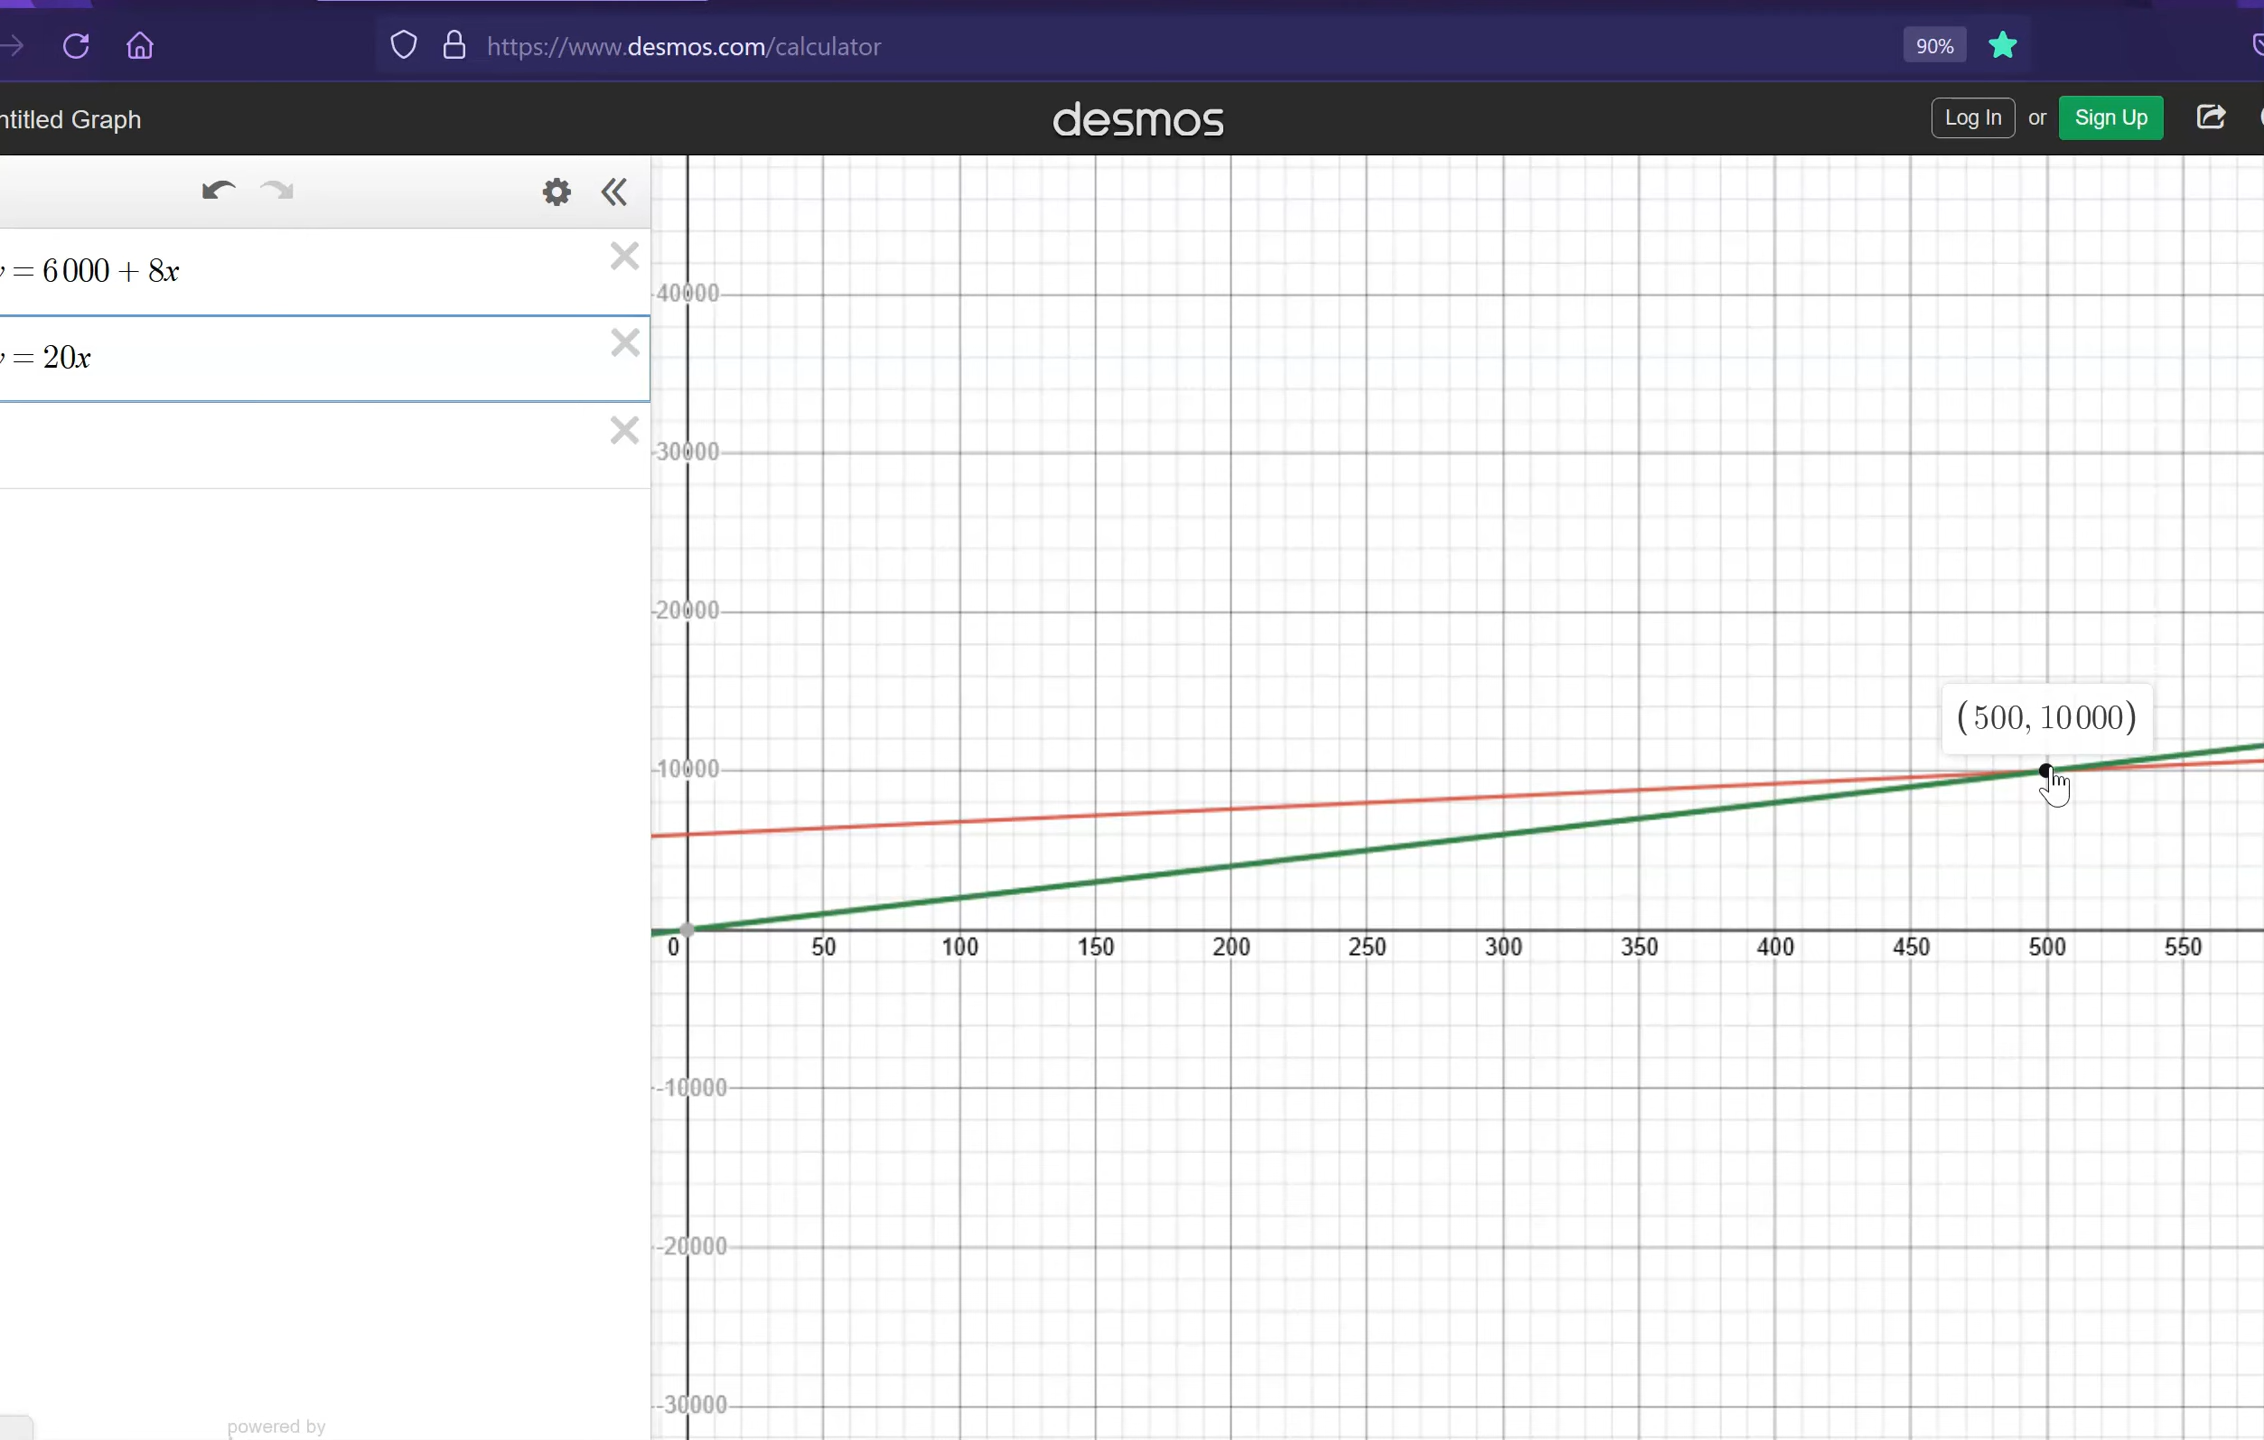 https://www.desmos.com/calculator
90%
ntitled Graph
desmos
Log In or Sign Up
y = 6000 + 8x
y = 20x
40000
30000
20000
(500, 10000)
10000
0 50 100 150 200 250 300 350 400 450 500 550
-10000
-20000
-30000
powered by